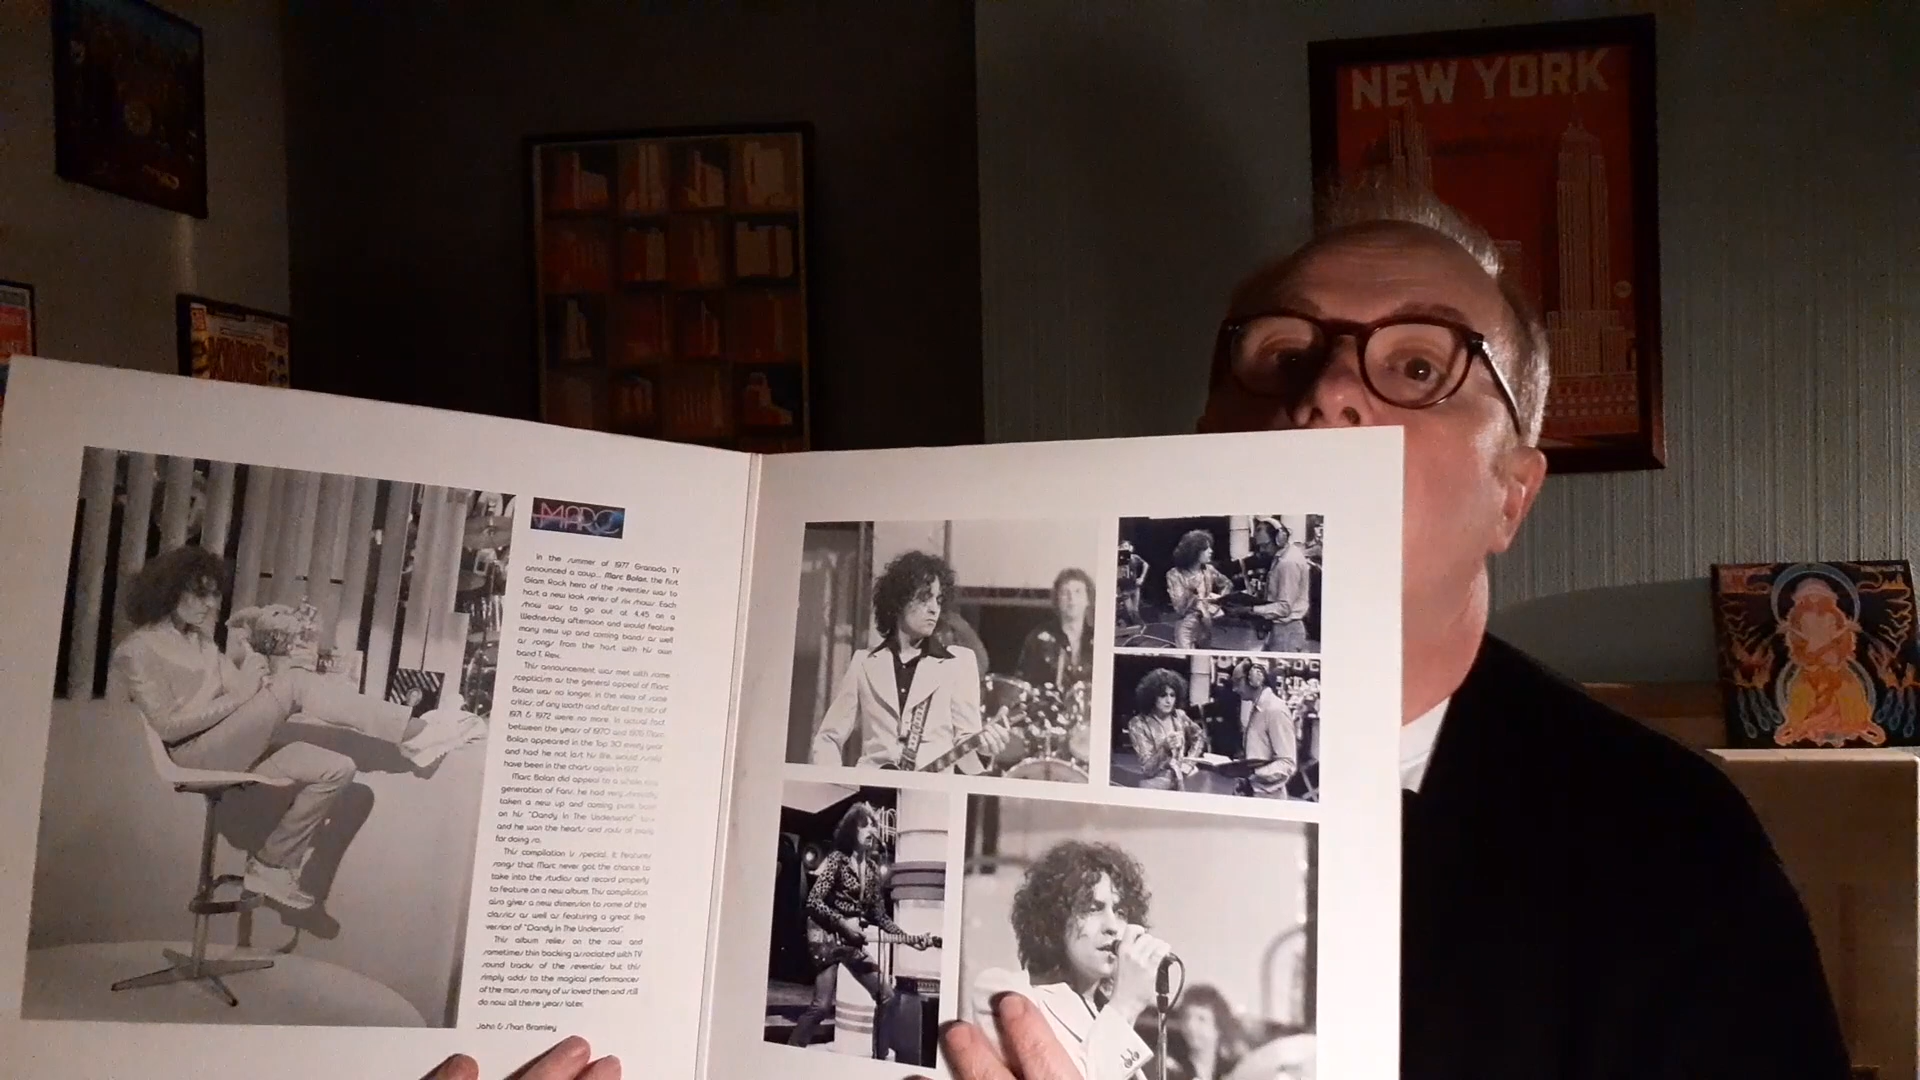 NEW YORK
KINKS
MARC
In the summer of 1977 Granada TV
announced a coup... Marc Bolan, the first
Glam Rock hero of the seventies was to
host a new look series of six shows. Each
show was to go out at 4.45 on a
Wednesday afternoon and would feature
many new up and coming bands as well
as songs from the host with his own
band T. Rex.
This announcement was met with some
scepticism as the general appeal of Marc
Bolan was no longer, in the view of some
critics, of any worth and after all the hits of
1971 & 1972 were no more. In actual fact
between the years of 1970 and 1976 Marc
Bolan appeared in the Top 30 every year
and had he not lost his life, would surely
have been in the charts again in 1977.
Marc Bolan did appeal to a whole new
generation of fans: he had very shrewdly
taken a new up and coming punk band
on his "Dandy In The Underworld" tour
and he won the hearts and souls of many
for doing so.
This compilation is special. It features
songs that Marc never got the chance to
take into the studios and record properly
to feature on a new album. This compilation
also gives a new dimension to some of the
classics as well as featuring a great live
version of "Dandy In The Underworld".
This album relies on the raw and
sometimes thin backing associated with TV
sound tracks of the seventies but this
simply adds to the magical performances
of the man so many of us loved then and still
do now all these years later.
John & Shan Bramley